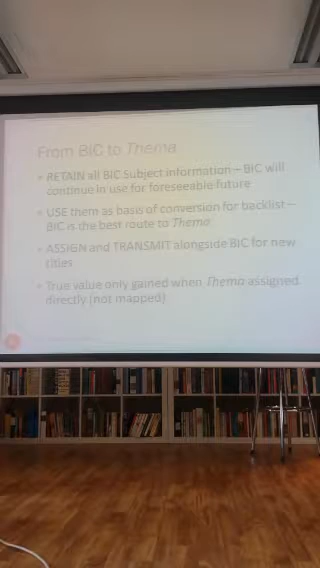 From BIC to Thema
• RETAIN all BIC Subject information – BIC will
continue in use for foreseeable future
• USE them as basis of conversion for backlist –
BIC is the best route to Thema
• ASSIGN and TRANSMIT alongside BIC for new
titles
• True value only gained when Thema assigned
directly (not mapped)